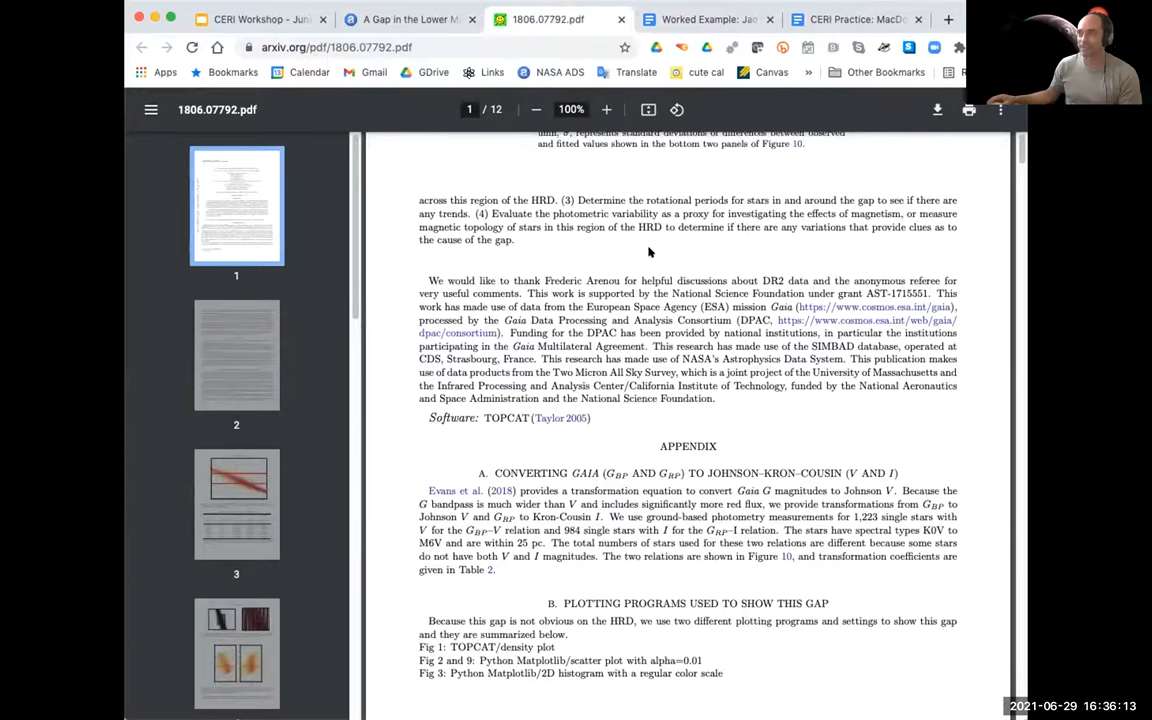 CERI Workshop - Jun
A Gap in the Lower M
1806.07792.pdf
Worked Example: Jac
CERI Practice: MacDo
arxiv.org/pdf/1806.07792.pdf
Apps
Bookmarks
Calendar
Gmail
GDrive
Links
NASA ADS
Translate
cute cal
Canvas
»
Other Bookmarks
1806.07792.pdf
1 / 12
100%
1
2
3
umn, σ, represents standard deviations of differences between observed
and fitted values shown in the bottom two panels of Figure 10.
across this region of the HRD. (3) Determine the rotational periods for stars in and around the gap to see if there are
any trends. (4) Evaluate the photometric variability as a proxy for investigating the effects of magnetism, or measure
magnetic topology of stars in this region of the HRD to determine if there are any variations that provide clues as to
the cause of the gap.
We would like to thank Frederic Arenou for helpful discussions about DR2 data and the anonymous referee for
very useful comments. This work is supported by the National Science Foundation under grant AST-1715551. This
work has made use of data from the European Space Agency (ESA) mission Gaia (https://www.cosmos.esa.int/gaia),
processed by the Gaia Data Processing and Analysis Consortium (DPAC, https://www.cosmos.esa.int/web/gaia/
dpac/consortium). Funding for the DPAC has been provided by national institutions, in particular the institutions
participating in the Gaia Multilateral Agreement. This research has made use of the SIMBAD database, operated at
CDS, Strasbourg, France. This research has made use of NASA's Astrophysics Data System. This publication makes
use of data products from the Two Micron All Sky Survey, which is a joint project of the University of Massachusetts and
the Infrared Processing and Analysis Center/California Institute of Technology, funded by the National Aeronautics
and Space Administration and the National Science Foundation.
Software: TOPCAT (Taylor 2005)
APPENDIX
A. CONVERTING GAIA (GBP AND GRP) TO JOHNSON–KRON–COUSIN (V AND I)
Evans et al. (2018) provides a transformation equation to convert Gaia G magnitudes to Johnson V. Because the
G bandpass is much wider than V and includes significantly more red flux, we provide transformations from GBP to
Johnson V and GRP to Kron-Cousin I. We use ground-based photometry measurements for 1,223 single stars with
V for the GBP–V relation and 984 single stars with I for the GRP–I relation. The stars have spectral types K0V to
M6V and are within 25 pc. The total numbers of stars used for these two relations are different because some stars
do not have both V and I magnitudes. The two relations are shown in Figure 10, and transformation coefficients are
given in Table 2.
B. PLOTTING PROGRAMS USED TO SHOW THIS GAP
Because this gap is not obvious on the HRD, we use two different plotting programs and settings to show this gap
and they are summarized below.
Fig 1: TOPCAT/density plot
Fig 2 and 9: Python Matplotlib/scatter plot with alpha=0.01
Fig 3: Python Matplotlib/2D histogram with a regular color scale
2021-06-29 16:36:13